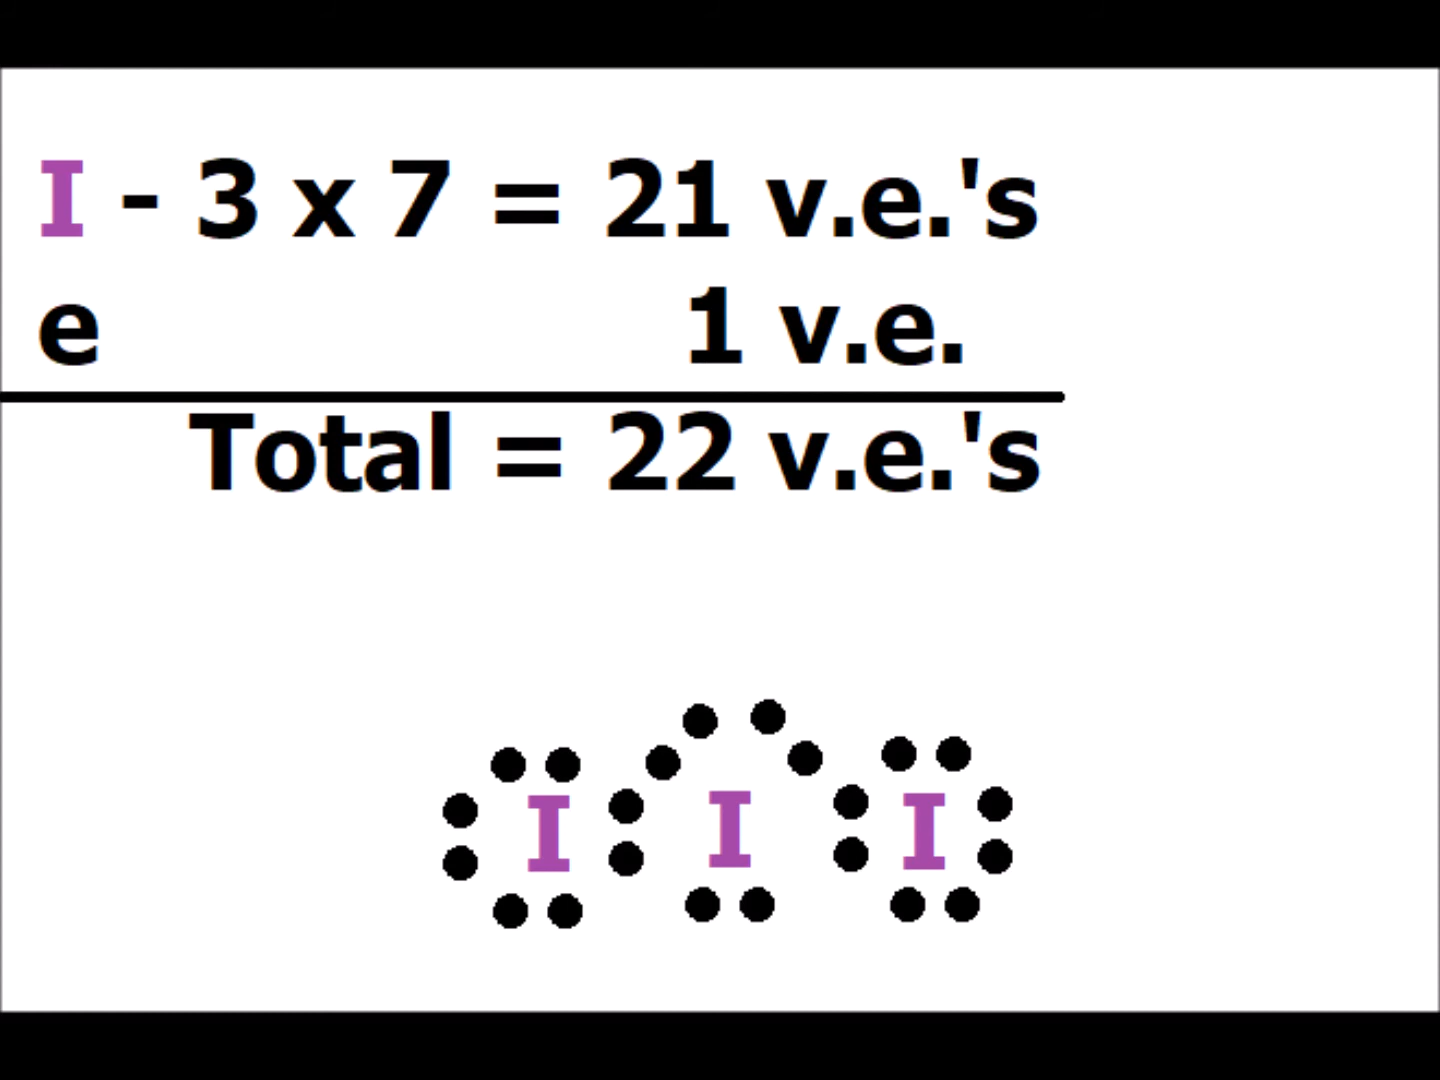 I - 3 x 7 = 21 v.e.'s
e 1 v.e.
Total = 22 v.e.'s
I I I